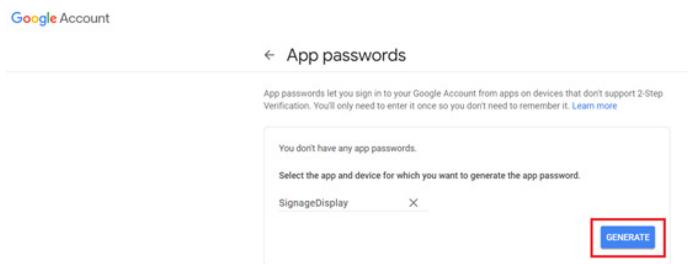 Google Account
← App passwords
App passwords let you sign in to your Google Account from apps on devices that don't support 2-Step
Verification. You'll only need to enter it once so you don't need to remember it. Learn more
You don't have any app passwords.
Select the app and device for which you want to generate the app password.
SignageDisplay ×
GENERATE